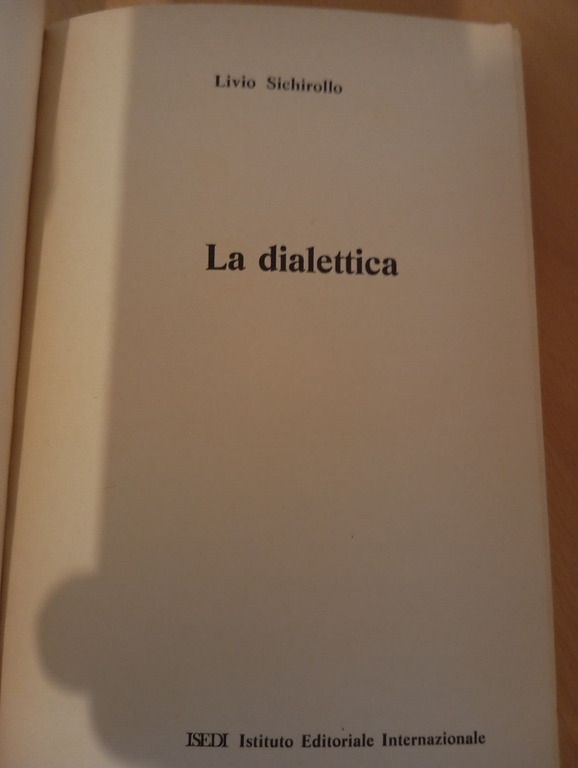 Livio Sichirollo
La dialettica
ISEDI Istituto Editoriale Internazionale